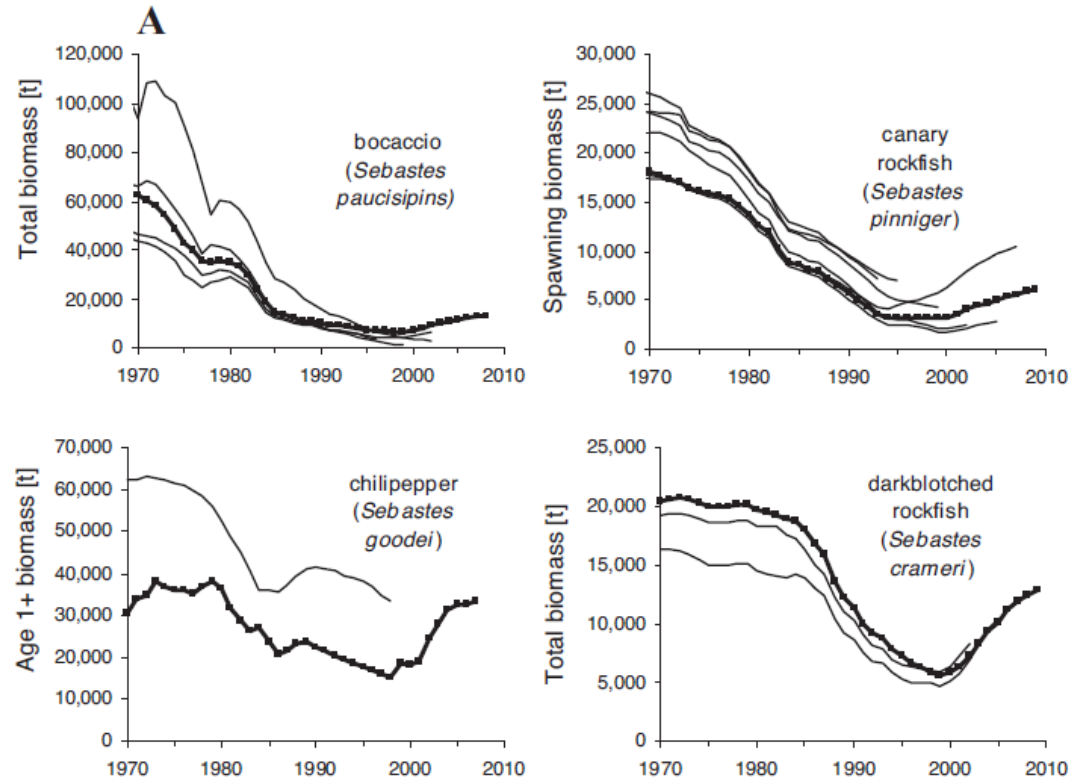 A
Total biomass [t]
120,000
100,000
80,000
60,000
40,000
20,000
0
1970 1980 1990 2000 2010
bocaccio
(Sebastes
paucisipins)
Spawning biomass [t]
30,000
25,000
20,000
15,000
10,000
5,000
0
1970 1980 1990 2000 2010
canary
rockfish
(Sebastes
pinniger)
Age 1+ biomass [t]
70,000
60,000
50,000
40,000
30,000
20,000
10,000
0
1970 1980 1990 2000 2010
chilipepper
(Sebastes
goodei)
Total biomass [t]
25,000
20,000
15,000
10,000
5,000
0
1970 1980 1990 2000 2010
darkblotched
rockfish
(Sebastes
crameri)